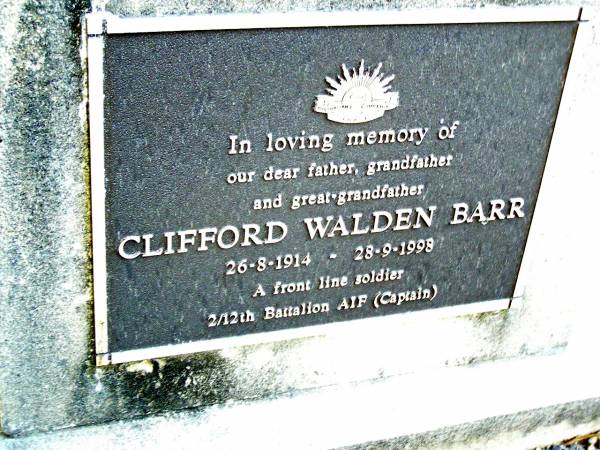 In loving memory of
our dear father, grandfather
and great-grandfather
CLIFFORD WALDEN BARR
26-8-1914 - 28-9-1998
A front line soldier
2/12th Battalion AIF (Captain)